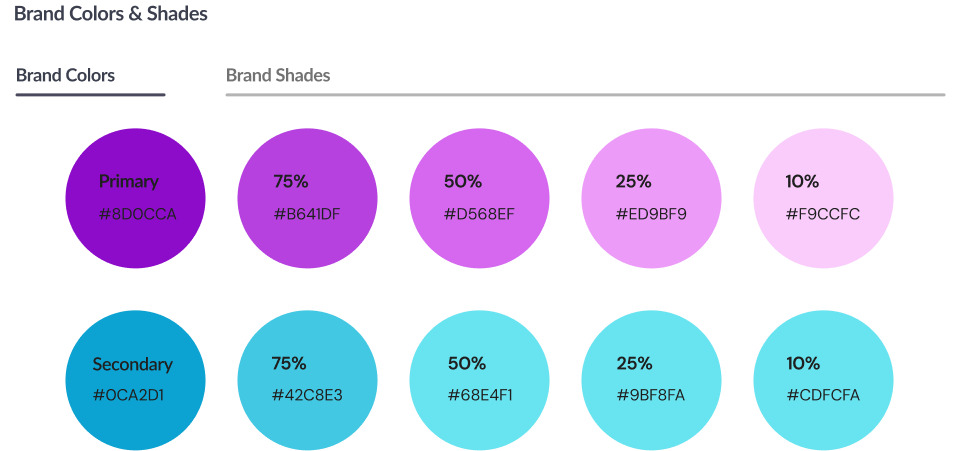 Brand Colors & Shades
Brand Colors
Brand Shades
Primary
#8D0CCA
75%
#B641DF
50%
#D568EF
25%
#ED9BF9
10%
#F9CCFC
Secondary
#0CA2D1
75%
#42C8E3
50%
#68E4F1
25%
#9BF8FA
10%
#CDFCFA